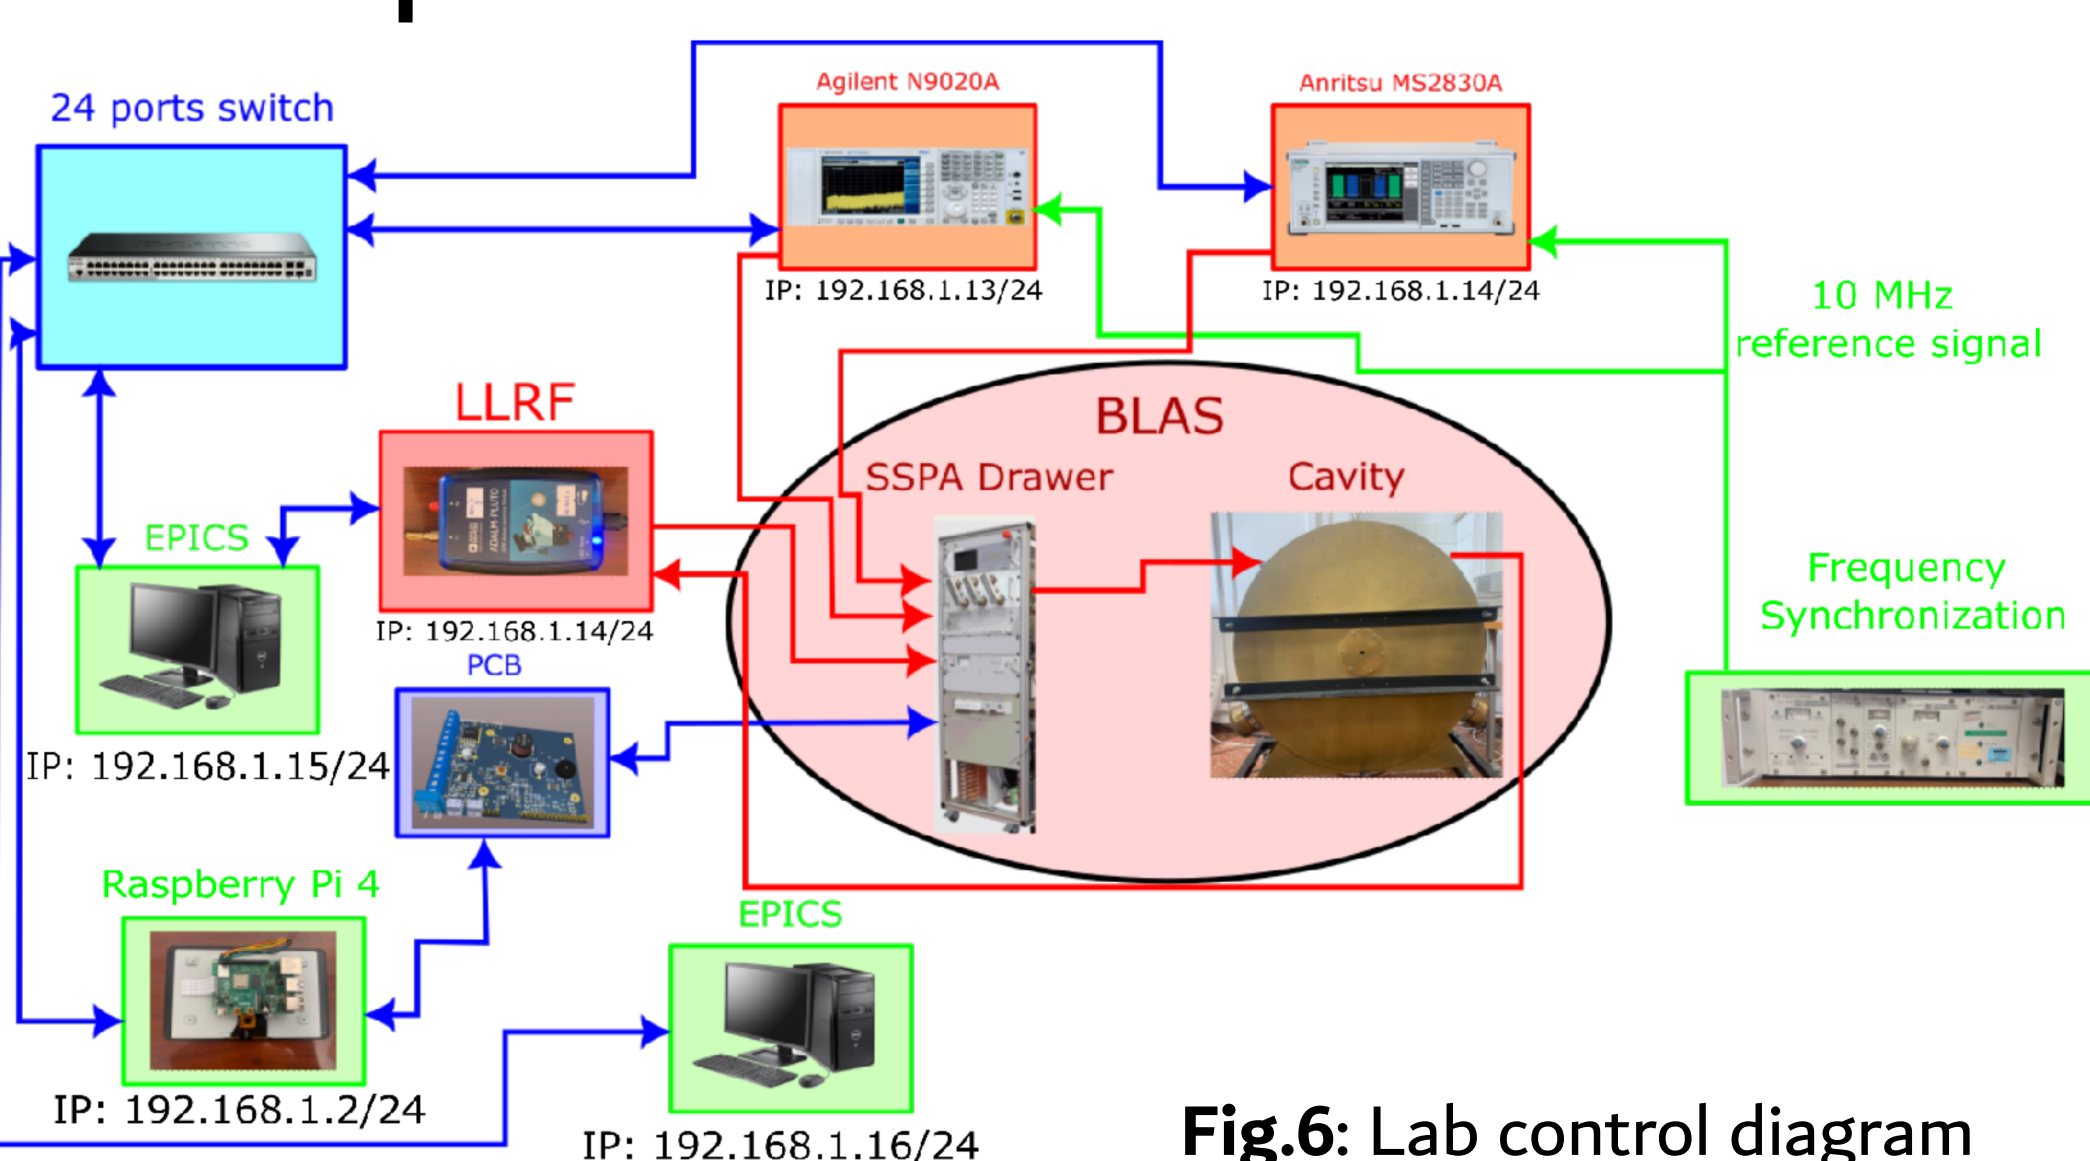 Agilent N9020A
Anritsu MS2830A
24 ports switch
IP: 192.168.1.13/24
IP: 192.168.1.14/24
10 MHz
reference signal
LLRF
BLAS
SSPA Drawer
Cavity
ADALM-PLUTO
EPICS
IP: 192.168.1.14/24
PCB
Frequency
Synchronization
IP: 192.168.1.15/24
Raspberry Pi 4
EPICS
IP: 192.168.1.2/24
IP: 192.168.1.16/24
Fig.6: Lab control diagram